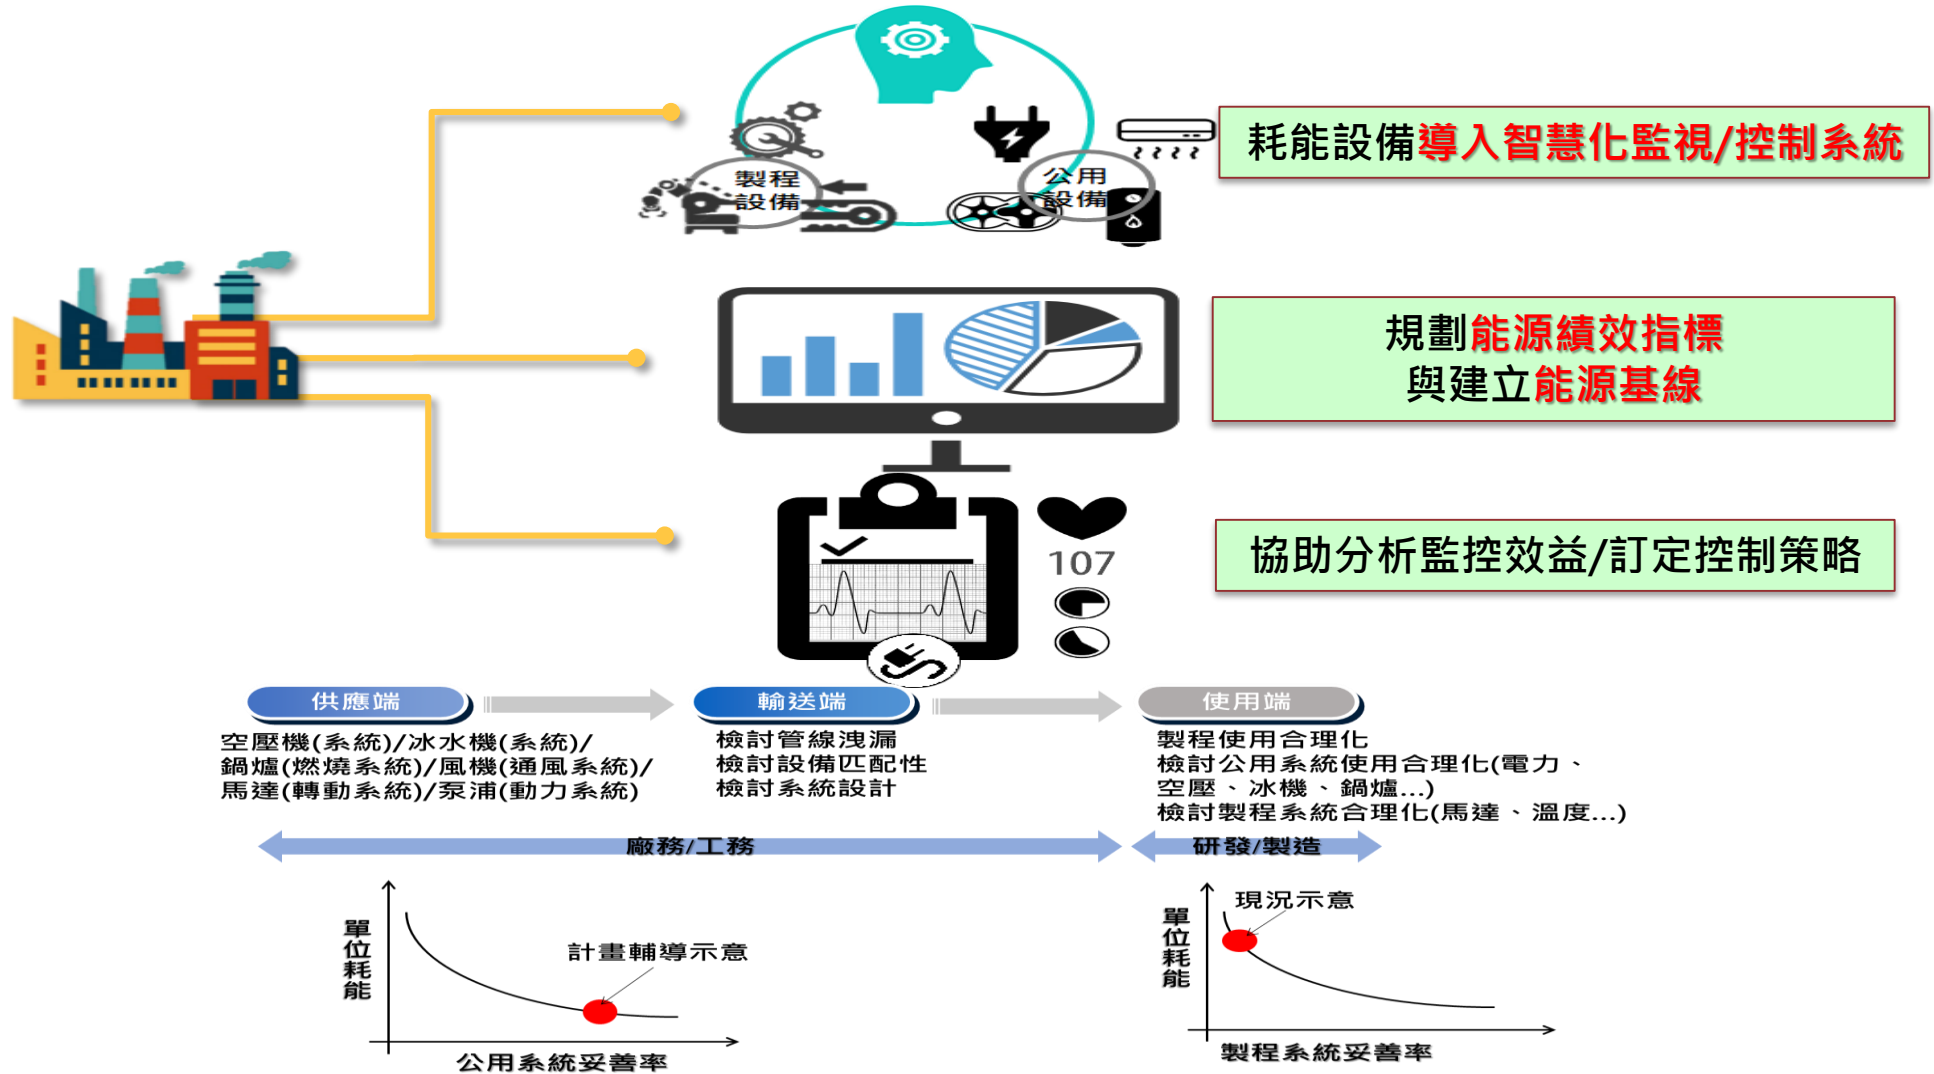 製程
設備
公用
設備
耗能設備導入智慧化監視/控制系統
規劃能源績效指標
與建立能源基線
107
協助分析監控效益/訂定控制策略
供應端
空壓機(系統)/冰水機(系統)/
鍋爐(燃燒系統)/風機(通風系統)/
馬達(轉動系統)/泵浦(動力系統)
輸送端
檢討管線洩漏
檢討設備匹配性
檢討系統設計
使用端
製程使用合理化
檢討公用系統使用合理化(電力、
空壓、冰機、鍋爐...)
檢討製程系統合理化(馬達、溫度...)
廠務/工務
研發/製造
單位耗能
計畫輔導示意
公用系統妥善率
單位耗能
現況示意
製程系統妥善率